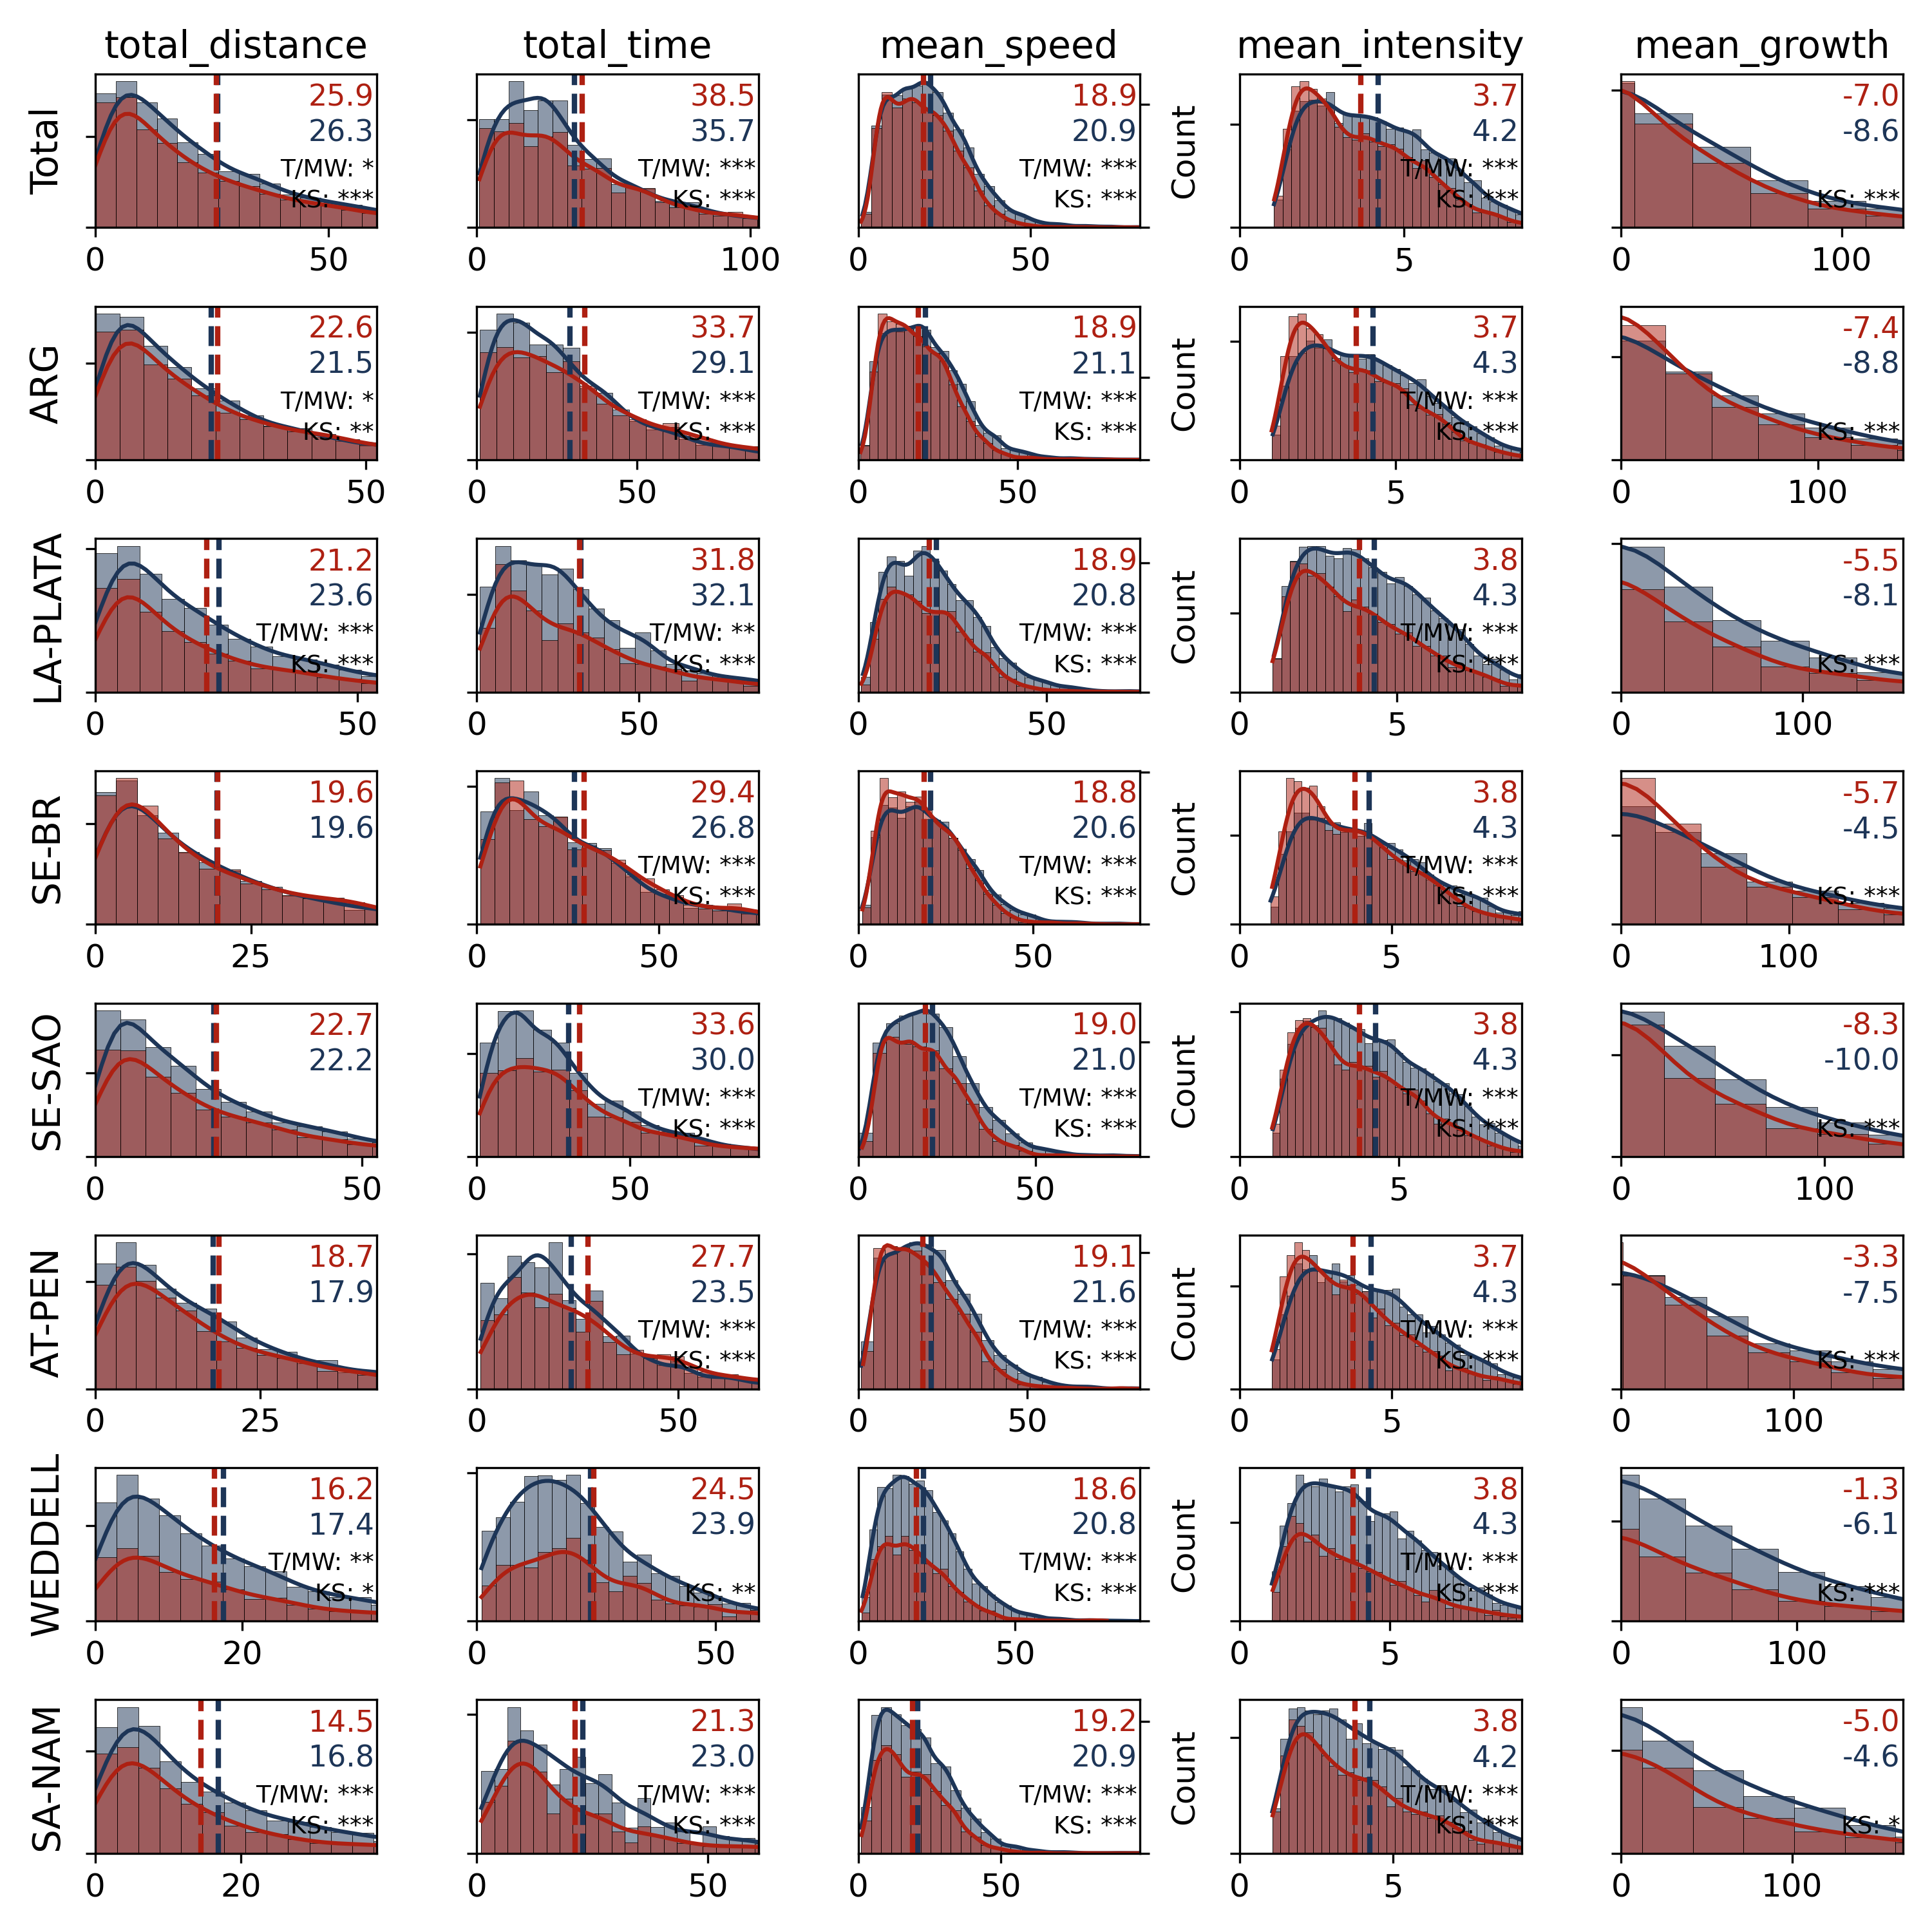 total_distance total_time mean_speed mean_intensity mean_growth
Total
25.9
26.3
T/MW: *
KS: ***
0 50
38.5
35.7
T/MW: ***
KS: ***
0 100
18.9
20.9
T/MW: ***
KS: ***
0 50
Count
3.7
4.2
T/MW: ***
KS: ***
0 5
-7.0
-8.6
KS: ***
0 100
ARG
22.6
21.5
T/MW: *
KS: **
0 50
33.7
29.1
T/MW: ***
KS: ***
0 50
18.9
21.1
T/MW: ***
KS: ***
0 50
Count
3.7
4.3
T/MW: ***
KS: ***
0 5
-7.4
-8.8
KS: ***
0 100
LA-PLATA
21.2
23.6
T/MW: ***
KS: ***
0 50
31.8
32.1
T/MW: **
KS: ***
0 50
18.9
20.8
T/MW: ***
KS: ***
0 50
Count
3.8
4.3
T/MW: ***
KS: ***
0 5
-5.5
-8.1
KS: ***
0 100
SE-BR
19.6
19.6
0 25
29.4
26.8
T/MW: ***
KS: ***
0 50
18.8
20.6
T/MW: ***
KS: ***
0 50
Count
3.8
4.3
T/MW: ***
KS: ***
0 5
-5.7
-4.5
KS: ***
0 100
SE-SAO
22.7
22.2
0 50
33.6
30.0
T/MW: ***
KS: ***
0 50
19.0
21.0
T/MW: ***
KS: ***
0 50
Count
3.8
4.3
T/MW: ***
KS: ***
0 5
-8.3
-10.0
KS: ***
0 100
AT-PEN
18.7
17.9
0 25
27.7
23.5
T/MW: ***
KS: ***
0 50
19.1
21.6
T/MW: ***
KS: ***
0 50
Count
3.7
4.3
T/MW: ***
KS: ***
0 5
-3.3
-7.5
KS: ***
0 100
WEDDELL
16.2
17.4
T/MW: **
KS: *
0 20
24.5
23.9
KS: **
0 50
18.6
20.8
T/MW: ***
KS: ***
0 50
Count
3.8
4.3
T/MW: ***
KS: ***
0 5
-1.3
-6.1
KS: ***
0 100
SA-NAM
14.5
16.8
T/MW: ***
KS: ***
0 20
21.3
23.0
T/MW: ***
KS: ***
0 50
19.2
20.9
T/MW: ***
KS: ***
0 50
Count
3.8
4.2
T/MW: ***
KS: ***
0 5
-5.0
-4.6
KS: *
0 100